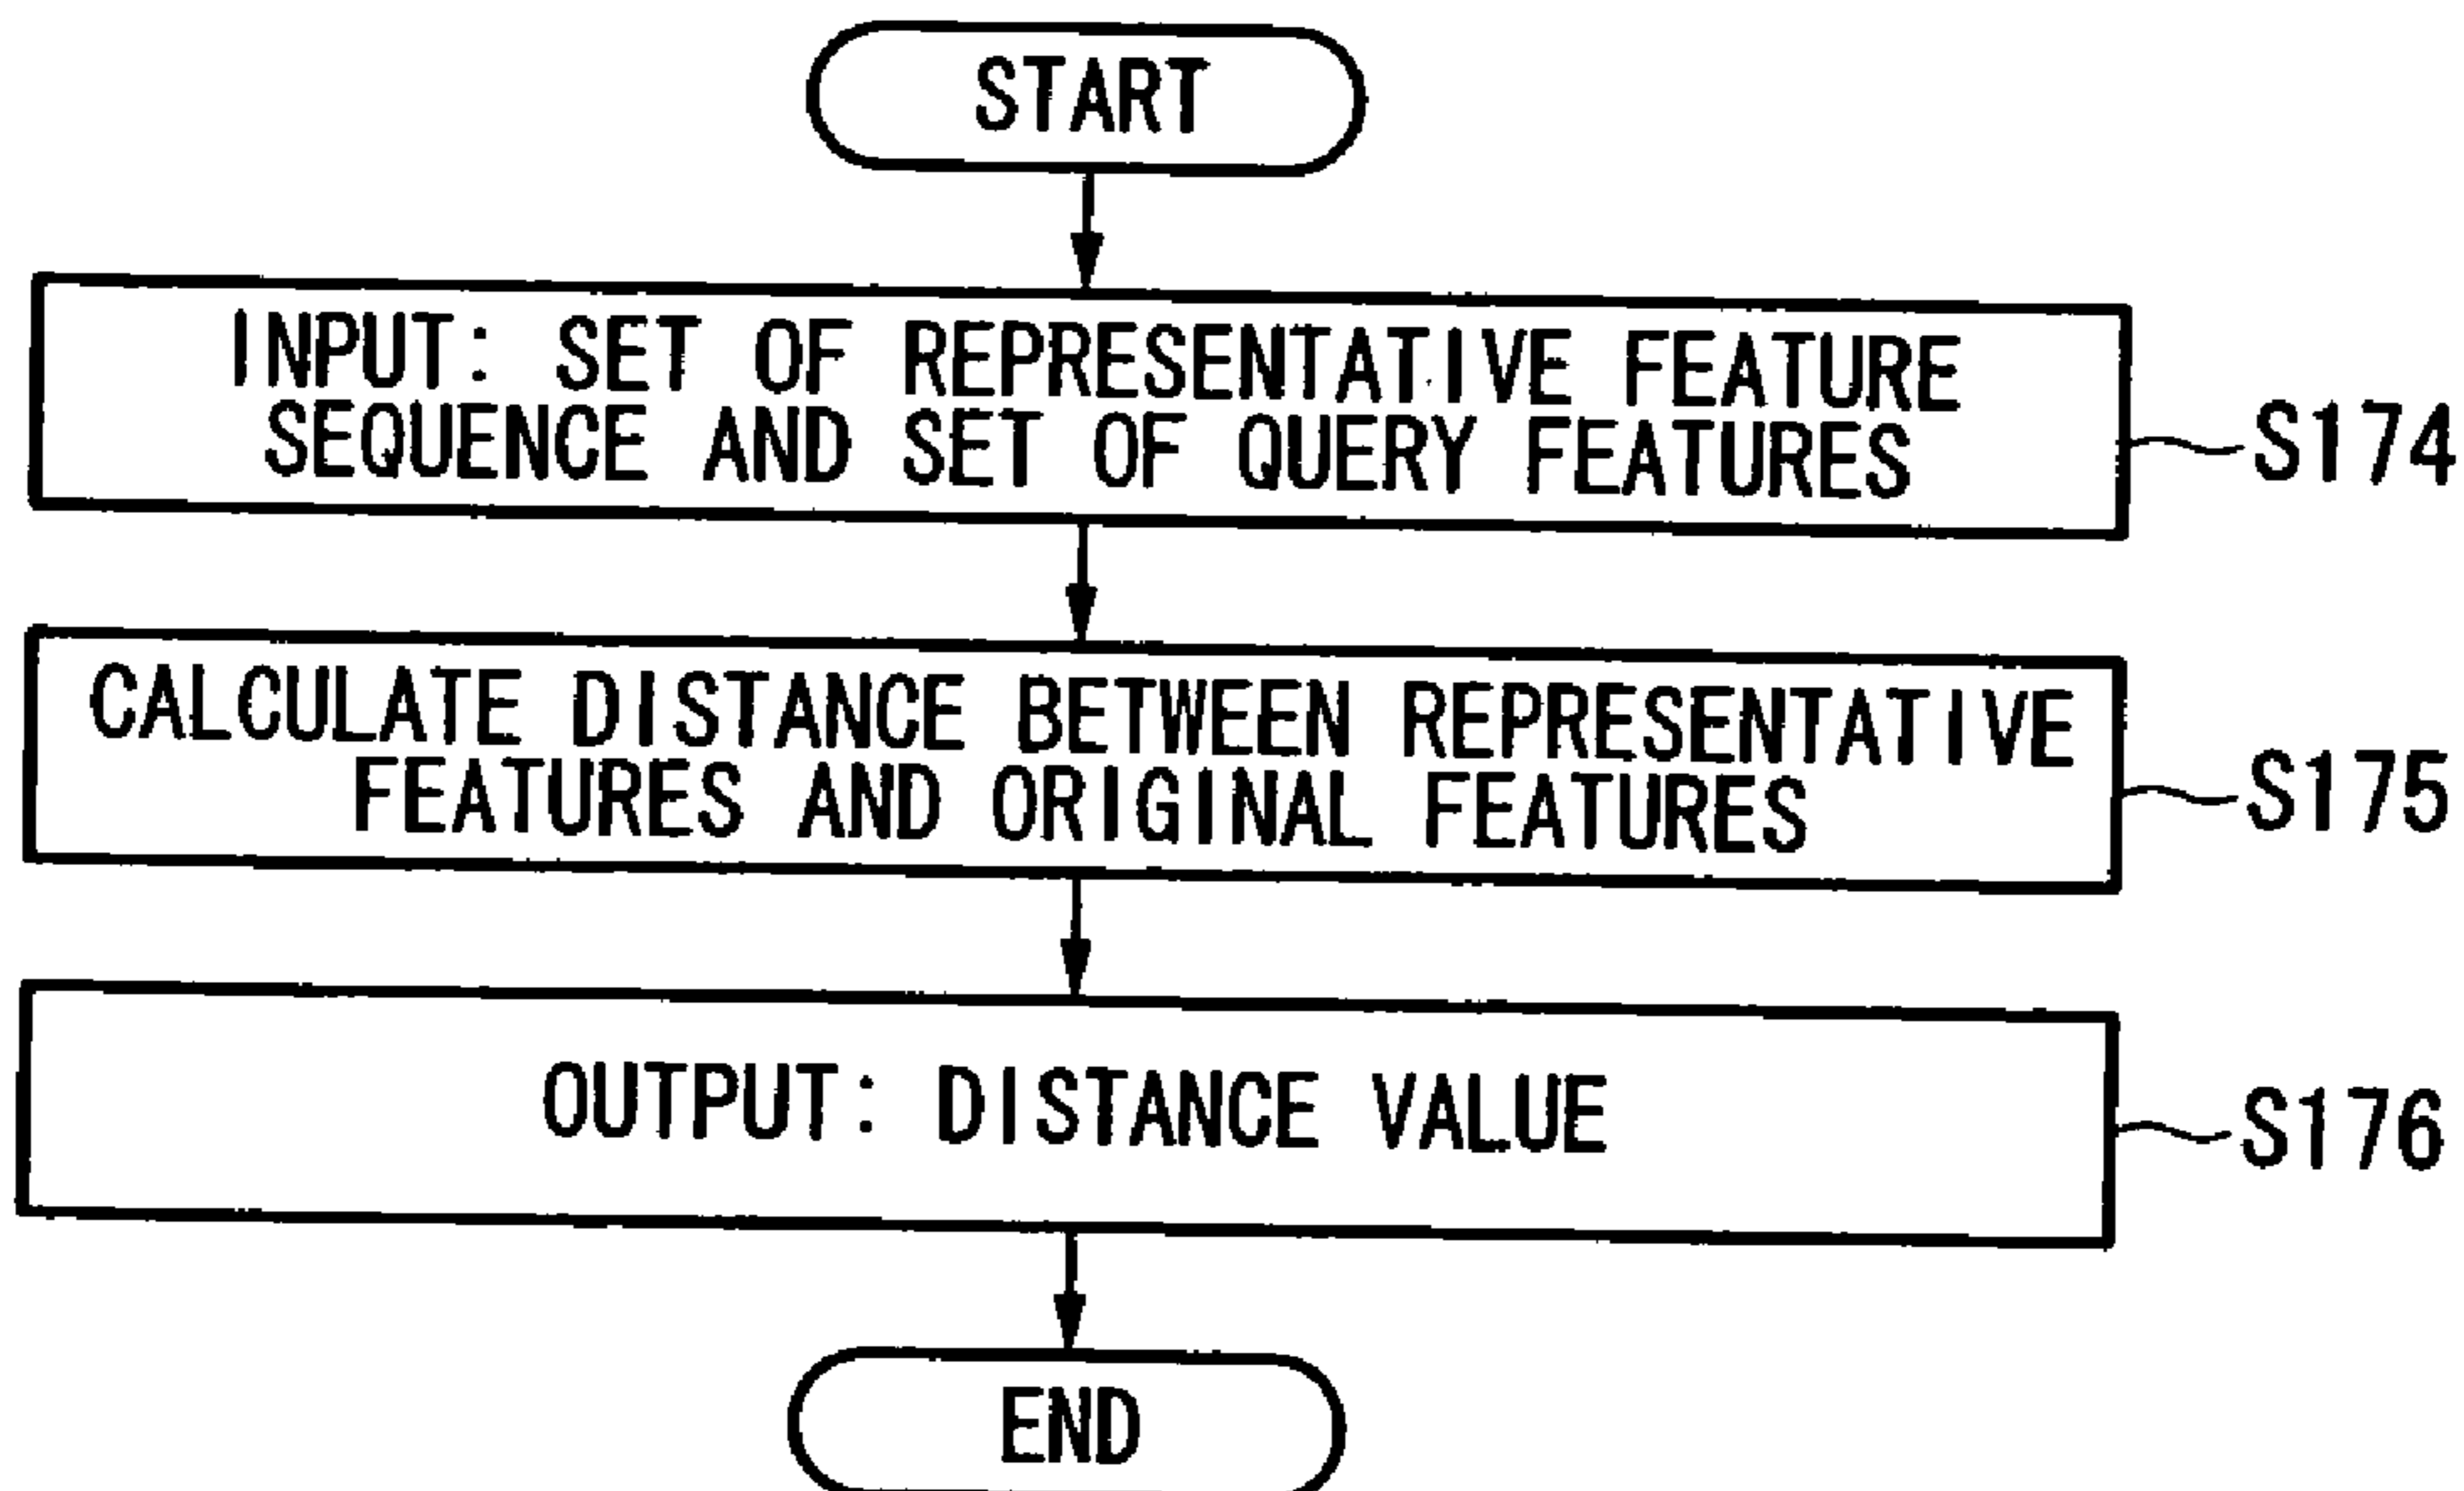 START
INPUT: SET OF REPRESENTATIVE FEATURE
SEQUENCE AND SET OF QUERY FEATURES
S174
CALCULATE DISTANCE BETWEEN REPRESENTATIVE
FEATURES AND ORIGINAL FEATURES
S175
OUTPUT: DISTANCE VALUE
S176
END